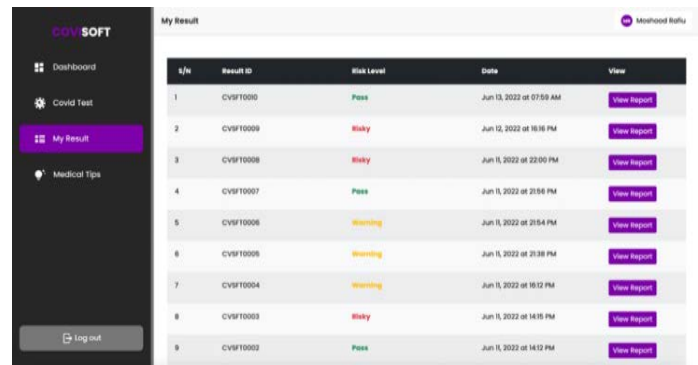 COVISOFT
My Result
MR Moshood Rafiu
Dashboard
Covid Test
My Result
Medical Tips
Log out
S/N Result ID Risk Level Date View
1 CVSFT0010 Pass Jun 13, 2022 at 07:59 AM View Report
2 CVSFT0009 Risky Jun 12, 2022 at 16:16 PM View Report
3 CVSFT0008 Risky Jun 11, 2022 at 22:00 PM View Report
4 CVSFT0007 Pass Jun 11, 2022 at 21:56 PM View Report
5 CVSFT0006 Warning Jun 11, 2022 at 21:54 PM View Report
6 CVSFT0005 Warning Jun 11, 2022 at 21:38 PM View Report
7 CVSFT0004 Warning Jun 11, 2022 at 16:12 PM View Report
8 CVSFT0003 Risky Jun 11, 2022 at 14:15 PM View Report
9 CVSFT0002 Pass Jun 11, 2022 at 14:12 PM View Report